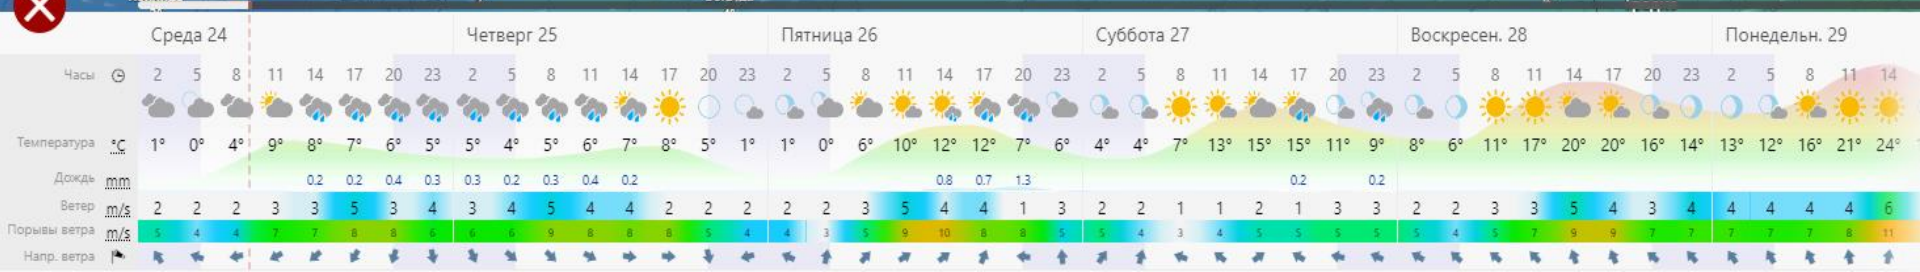 Среда 24 Четверг 25 Пятница 26 Суббота 27 Воскресен. 28 Понедельн. 29
Часы 2 5 8 11 14 17 20 23 2 5 8 11 14 17 20 23 2 5 8 11 14 17 20 23 2 5 8 11 14 17 20 23 2 5 8 11 14 17 20 23 2 5 8 11 14
Температура °C 1° 0° 4° 9° 8° 7° 6° 5° 5° 4° 5° 6° 7° 8° 5° 1° 1° 0° 6° 10° 12° 12° 7° 6° 4° 4° 7° 13° 15° 15° 11° 9° 8° 6° 11° 17° 20° 20° 16° 14° 13° 12° 16° 21° 24°
Дождь mm 0.2 0.2 0.4 0.3 0.3 0.2 0.3 0.4 0.2 0.8 0.7 1.3 0.2 0.2
Ветер m/s 2 2 2 3 3 5 3 4 3 4 5 4 4 2 2 2 2 2 3 5 4 4 1 3 2 2 1 1 2 1 3 3 2 2 3 3 5 4 3 4 4 4 4 4 6
Порывы ветра m/s 5 4 4 7 7 8 8 6 6 6 9 8 8 8 5 4 4 3 5 9 10 8 8 5 5 4 3 4 5 5 5 5 5 4 5 7 9 9 7 7 7 7 7 8 11
Напр. ветра